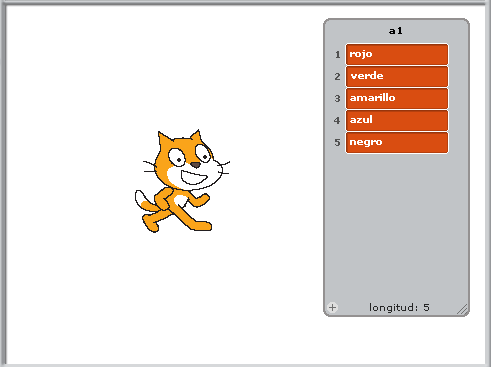 a1
1 rojo
2 verde
3 amarillo
4 azul
5 negro
+ longitud: 5